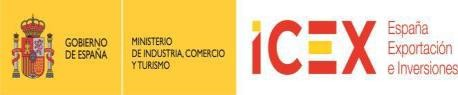 GOBIERNO
DE ESPAÑA
MINISTERIO
DE INDUSTRIA, COMERCIO
Y TURISMO
ICEX
España
Exportación
e Inversiones